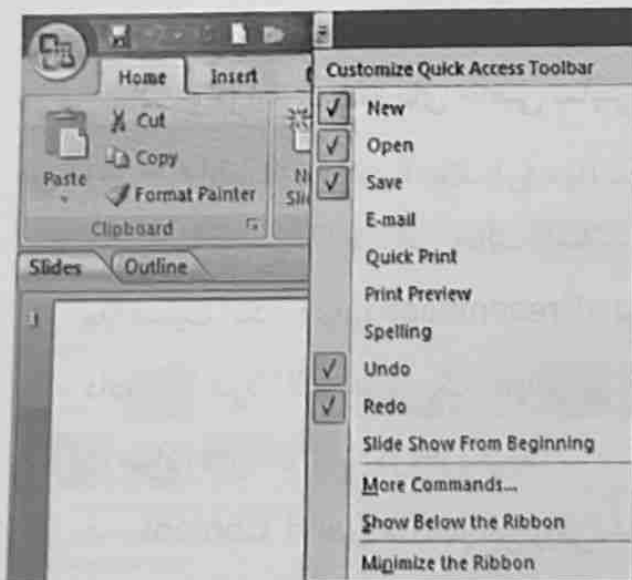 Home Insert
Cut
Copy
Paste
Format Painter
Clipboard
Slides Outline
Customize Quick Access Toolbar
New
Open
Save
E-mail
Quick Print
Print Preview
Spelling
Undo
Redo
Slide Show From Beginning
More Commands...
Show Below the Ribbon
Minimize the Ribbon